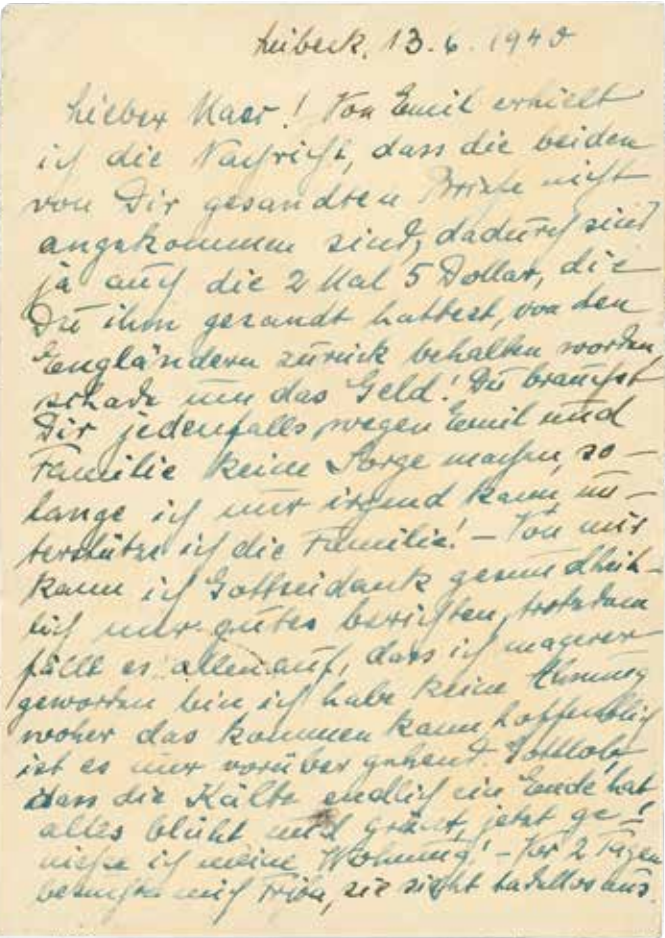 Lübeck, 13.6.1940
Lieber Maer! Von Emil erhielt
ich die Nachricht, dass die beiden
von Dir gesandten Briefe nicht
angekommen sind, dadurch sind
ja auch die 2 Mal 5 Dollar, die
Du ihm gesandt hattest, von den
Engländern zurück behalten worden,
schade um das Geld! Du brauchst
Dir jedenfalls wegen Emil und
Familie keine Sorge machen, so-
lange ich nur irgend kann, un-
terstütze ich die Familie! – Von mir
kann ich Gottseidank gesundheit-
lich nur gutes berichten, trotzdem
fällt es allen auf, dass ich magerer
geworden bin, ich habe keine Ahnung
woher das kommen kann, hoffentlich
ist es nur vorüber gehend. Gottlob,
dass die Kälte endlich ein Ende hat
alles blüht und grünt, jetzt ge-
niesse ich meine Wohnung! – Vor 2 Tagen
besuchte mich, sie sieht tadellos aus.